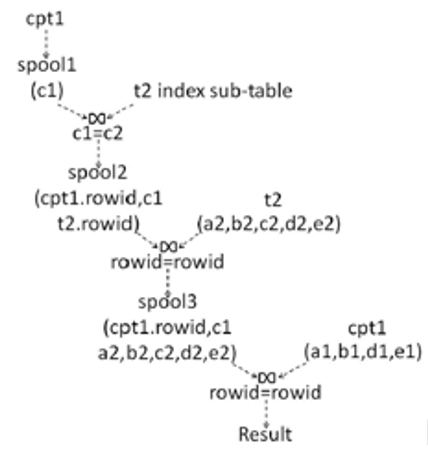 cpt1
spool1
(c1)
t2 index sub-table
c1=c2
spool2
(cpt1.rowid,c1
t2.rowid)
t2
(a2,b2,c2,d2,e2)
rowid=rowid
spool3
(cpt1.rowid,c1
a2,b2,c2,d2,e2)
cpt1
(a1,b1,d1,e1)
rowid=rowid
Result